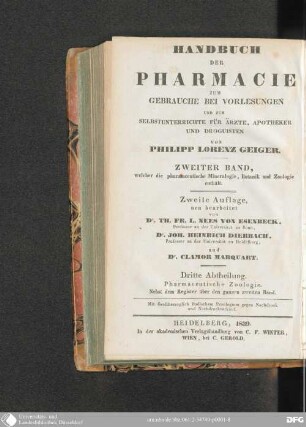 HANDBUCH
DER
PHARMACIE
ZUM
GEBRAUCHE BEI VORLESUNGEN
UND ZUM
SELBSTUNTERRICHTE FÜR ÄRZTE, APOTHEKER
UND DROGUISTEN
VON
PHILIPP LORENZ GEIGER.
ZWEITER BAND,
welcher die pharmaceutische Mineralogie, Botanik und Zoologie
enthält.
Zweite Auflage,
neu bearbeitet
von
Dr. TH. FR. L. NEES VON ESENBECK,
Professor an der Universität zu Bonn,
Dr. JOH. HEINRICH DIERBACH,
Professor an der Universität zu Heidelberg,
und
Dr. CLAMOR MARQUART.
Dritte Abtheilung.
Pharmaceutische Zoologie.
Nebst dem Register über den ganzen zweiten Band.
HEIDELBERG, 1839.
In der akademischen Verlagshandlung von C. F. WINTER,
WIEN, bei C. GEROLD.
Universitäts- und
Landesbibliothek Düsseldorf